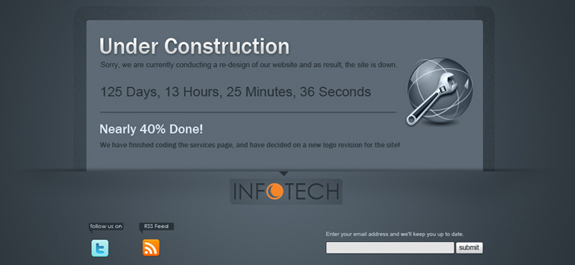 Under Construction
Sorry, we are currently conducting a re-design of our website and as result, the site is down.
125 Days, 13 Hours, 25 Minutes, 36 Seconds
Nearly 40% Done!
We have finished coding the services page, and have decided on a new logo revision for the site!
INFOTECH
follow us on
RSS Feed
Enter your email address and we'll keep you up to date.
submit